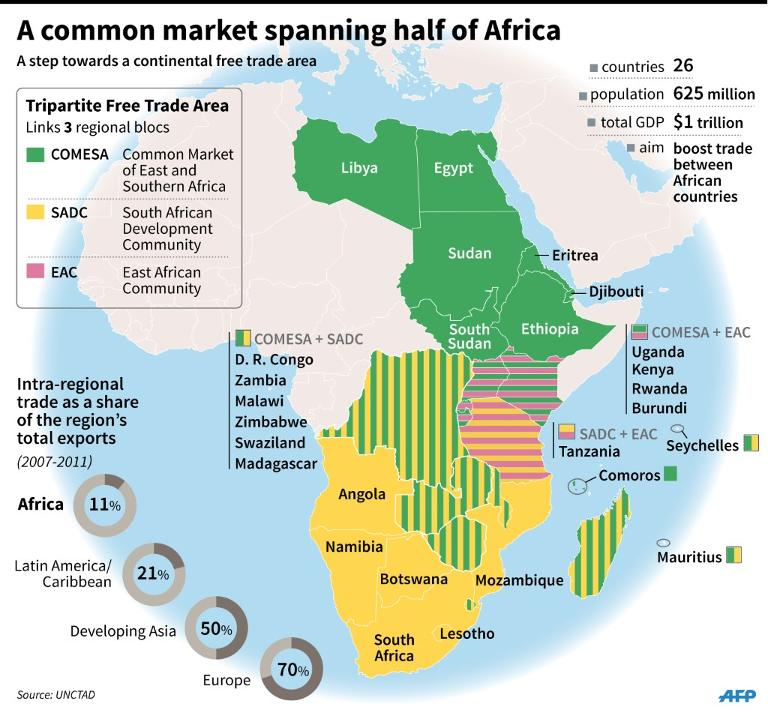 A common market spanning half of Africa
A step towards a continental free trade area
countries 26
population 625 million
total GDP $1 trillion
aim boost trade
between
African
countries
Tripartite Free Trade Area
Links 3 regional blocs
COMESA Common Market
of East and
Southern Africa
SADC South African
Development
Community
EAC East African
Community
Libya
Egypt
Sudan
Eritrea
Djibouti
South
Sudan
Ethiopia
COMESA + SADC
D. R. Congo
Zambia
Malawi
Zimbabwe
Swaziland
Madagascar
COMESA + EAC
Uganda
Kenya
Rwanda
Burundi
SADC + EAC
Tanzania
Seychelles
Comoros
Mauritius
Angola
Namibia
Botswana
Mozambique
South
Africa
Lesotho
Intra-regional
trade as a share
of the region's
total exports
(2007-2011)
Africa 11%
Latin America/
Caribbean 21%
Developing Asia 50%
Europe 70%
Source: UNCTAD
AFP